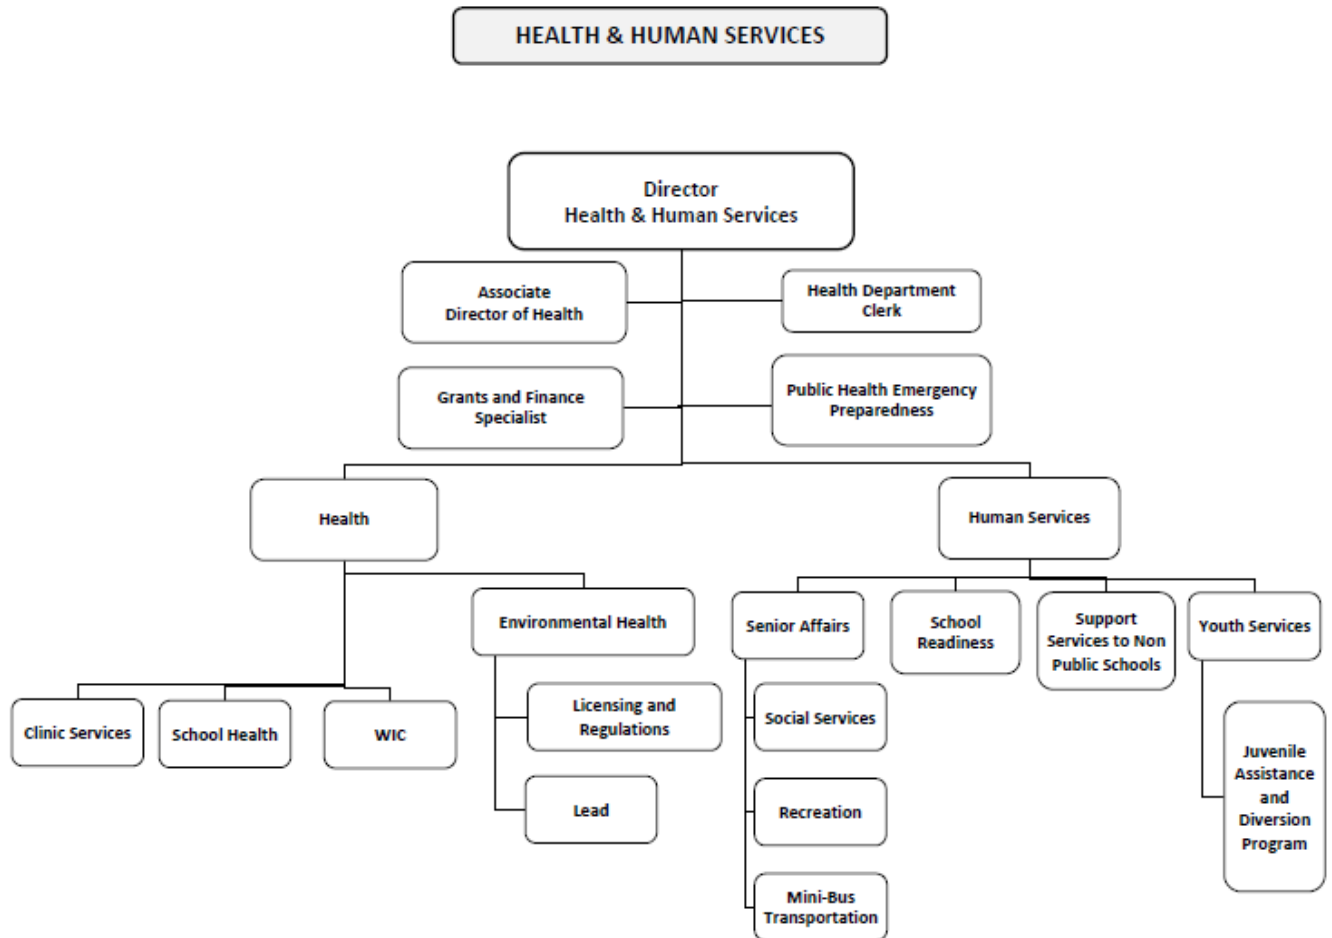 HEALTH & HUMAN SERVICES
Director
Health & Human Services
Associate
Director of Health
Health Department
Clerk
Grants and Finance
Specialist
Public Health Emergency
Preparedness
Health
Human Services
Environmental Health
Senior Affairs
School
Readiness
Support
Services to Non
Public Schools
Youth Services
Clinic Services
School Health
WIC
Licensing and
Regulations
Lead
Social Services
Recreation
Mini-Bus
Transportation
Juvenile
Assistance
and
Diversion
Program